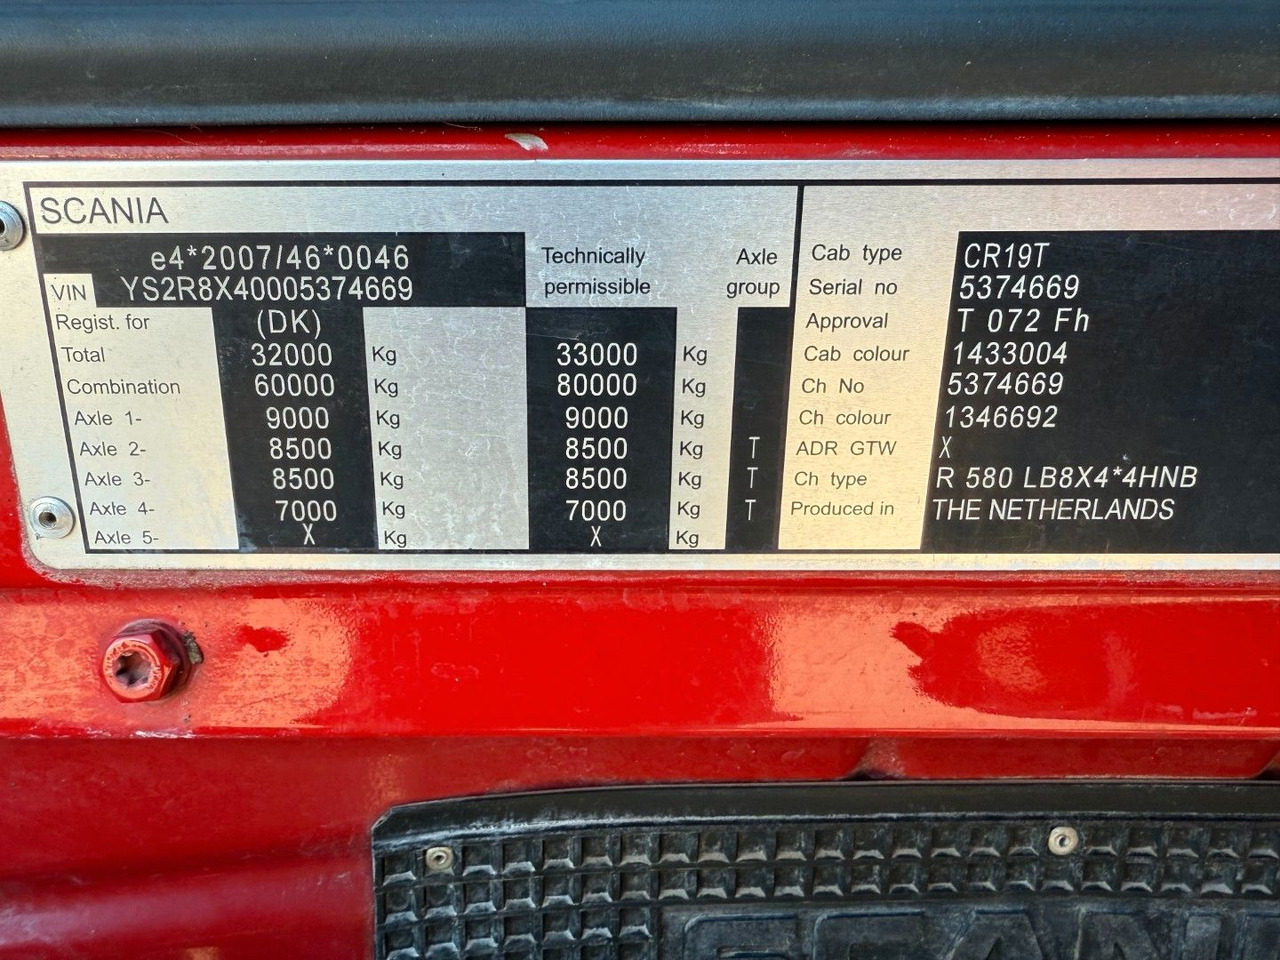 SCANIA
e4*2007/46*0046
VIN YS2R8X40005374669
Technically permissible
Axle group
Regist. for (DK)
Total 32000 Kg 33000 Kg
Combination 60000 Kg 80000 Kg
Axle 1- 9000 Kg 9000 Kg
Axle 2- 8500 Kg 8500 Kg T
Axle 3- 8500 Kg 8500 Kg T
Axle 4- 7000 Kg 7000 Kg T
Axle 5- X Kg X Kg
Cab type CR19T
Serial no 5374669
Approval T 072 Fh
Cab colour 1433004
Ch No 5374669
Ch colour 1346692
ADR GTW X
Ch type R 580 LB8X4*4HNB
Produced in THE NETHERLANDS